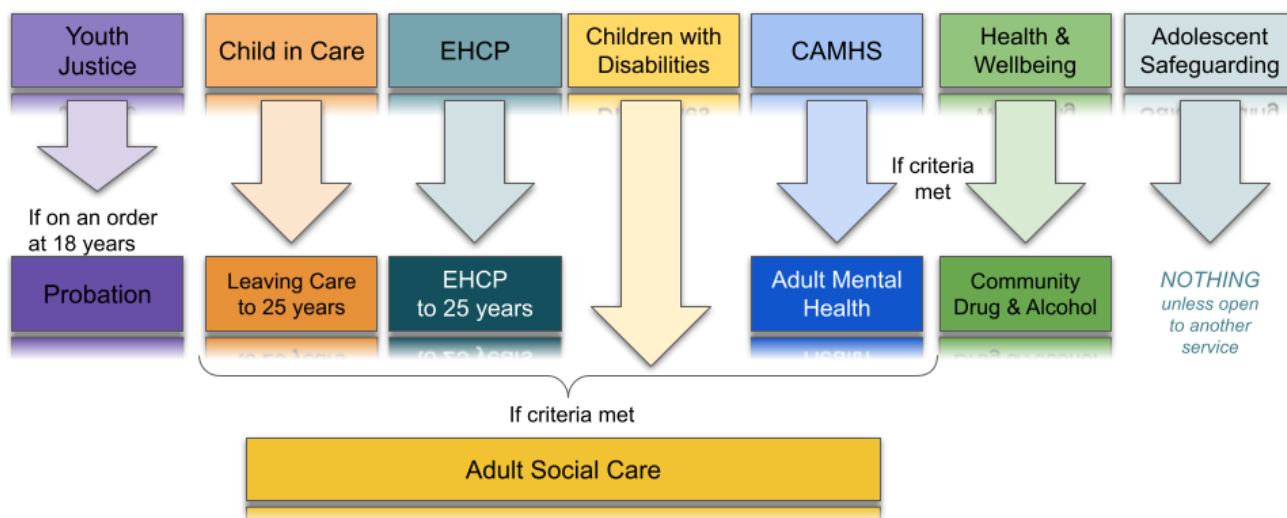 Youth
Justice
Child in Care
EHCP
Children with
Disabilities
CAMHS
Health &
Wellbeing
Adolescent
Safeguarding
If criteria
met
If on an order
at 18 years
Probation
Leaving Care
to 25 years
EHCP
to 25 years
Adult Mental
Health
Community
Drug & Alcohol
NOTHING
unless open
to another
service
If criteria met
Adult Social Care